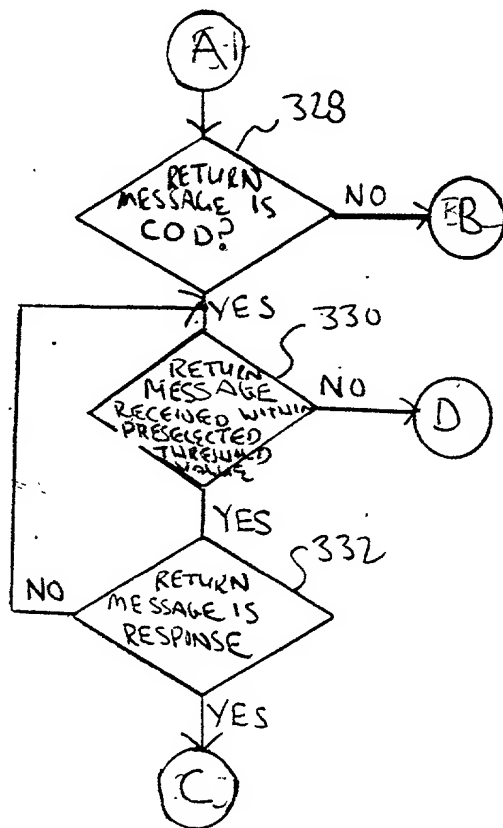 A
328
RETURN
MESSAGE IS
COD?
NO
B
YES
330
RETURN
MESSAGE
RECEIVED WITHIN
PRESELECTED
THRESHOLD
VALUE
NO
D
YES
332
RETURN
MESSAGE IS
RESPONSE
NO
YES
C